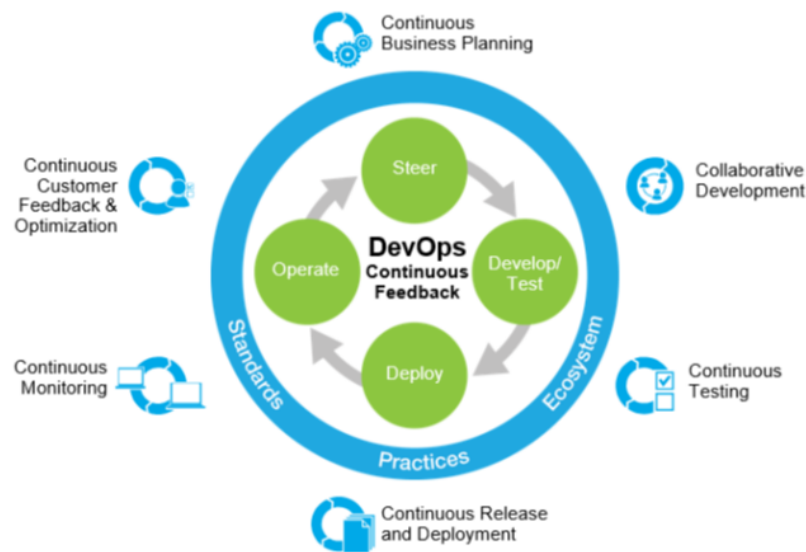 Continuous
Business Planning
Continuous
Customer
Feedback &
Optimization
Collaborative
Development
Steer
DevOps
Continuous
Feedback
Operate
Develop/
Test
Deploy
Standards
Practices
Ecosystem
Continuous
Monitoring
Continuous
Testing
Continuous Release
and Deployment